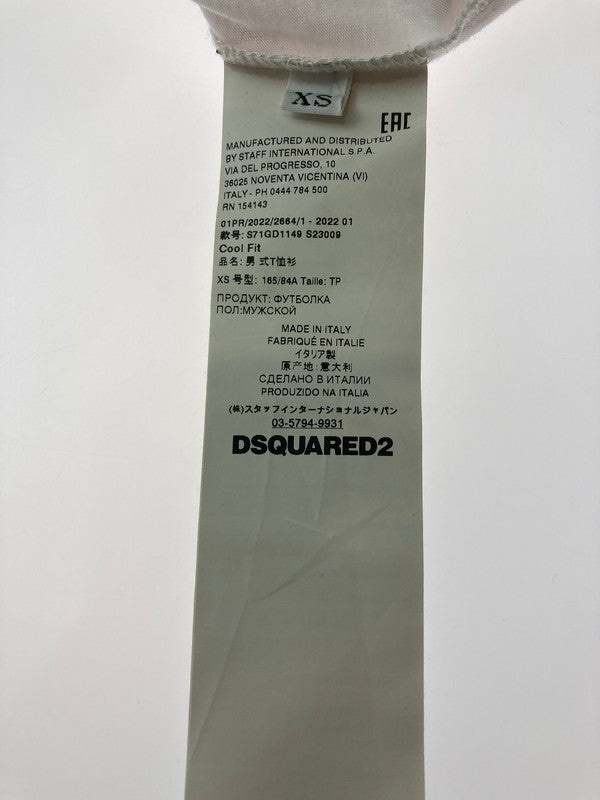 XS
EAC
MANUFACTURED AND DISTRIBUTED
BY STAFF INTERNATIONAL S.P.A.
VIA DEL PROGRESSO, 10
36025 NOVENTA VICENTINA (VI)
ITALY - PH 0444 784 500
RN 154143
01PR/2022/2664/1 - 2022 01
款号: S71GD1149 S23009
Cool Fit
品名: 男 式T恤衫
XS 号型: 165/84A Taille: TP
ПРОДУКТ: ФУТБОЛКА
ПОЛ:МУЖСКОЙ
MADE IN ITALY
FABRIQUÉ EN ITALIE
イタリア製
原产地: 意大利
СДЕЛАНО В ИТАЛИИ
PRODUZIDO NA ITALIA
(株)スタッフインターナショナルジャパン
03-5794-9931
DSQUARED2